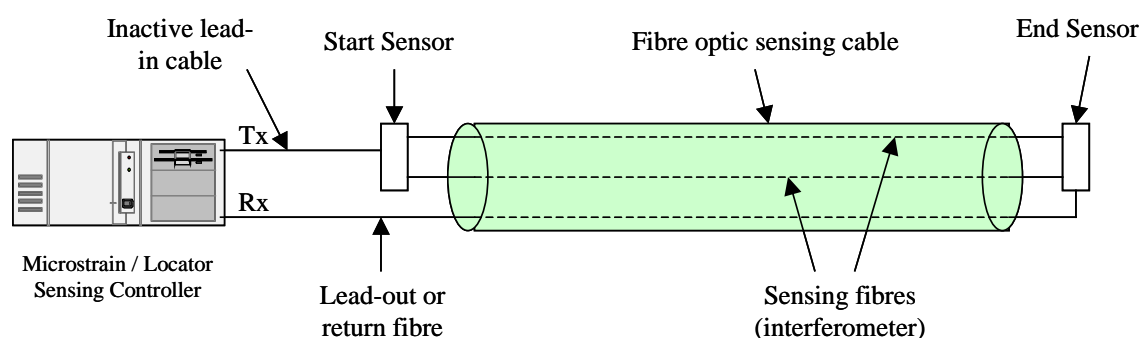 Inactive lead-
in cable
Start Sensor
Fibre optic sensing cable
End Sensor
Tx
Rx
Microstrain / Locator
Sensing Controller
Lead-out or
return fibre
Sensing fibres
(interferometer)